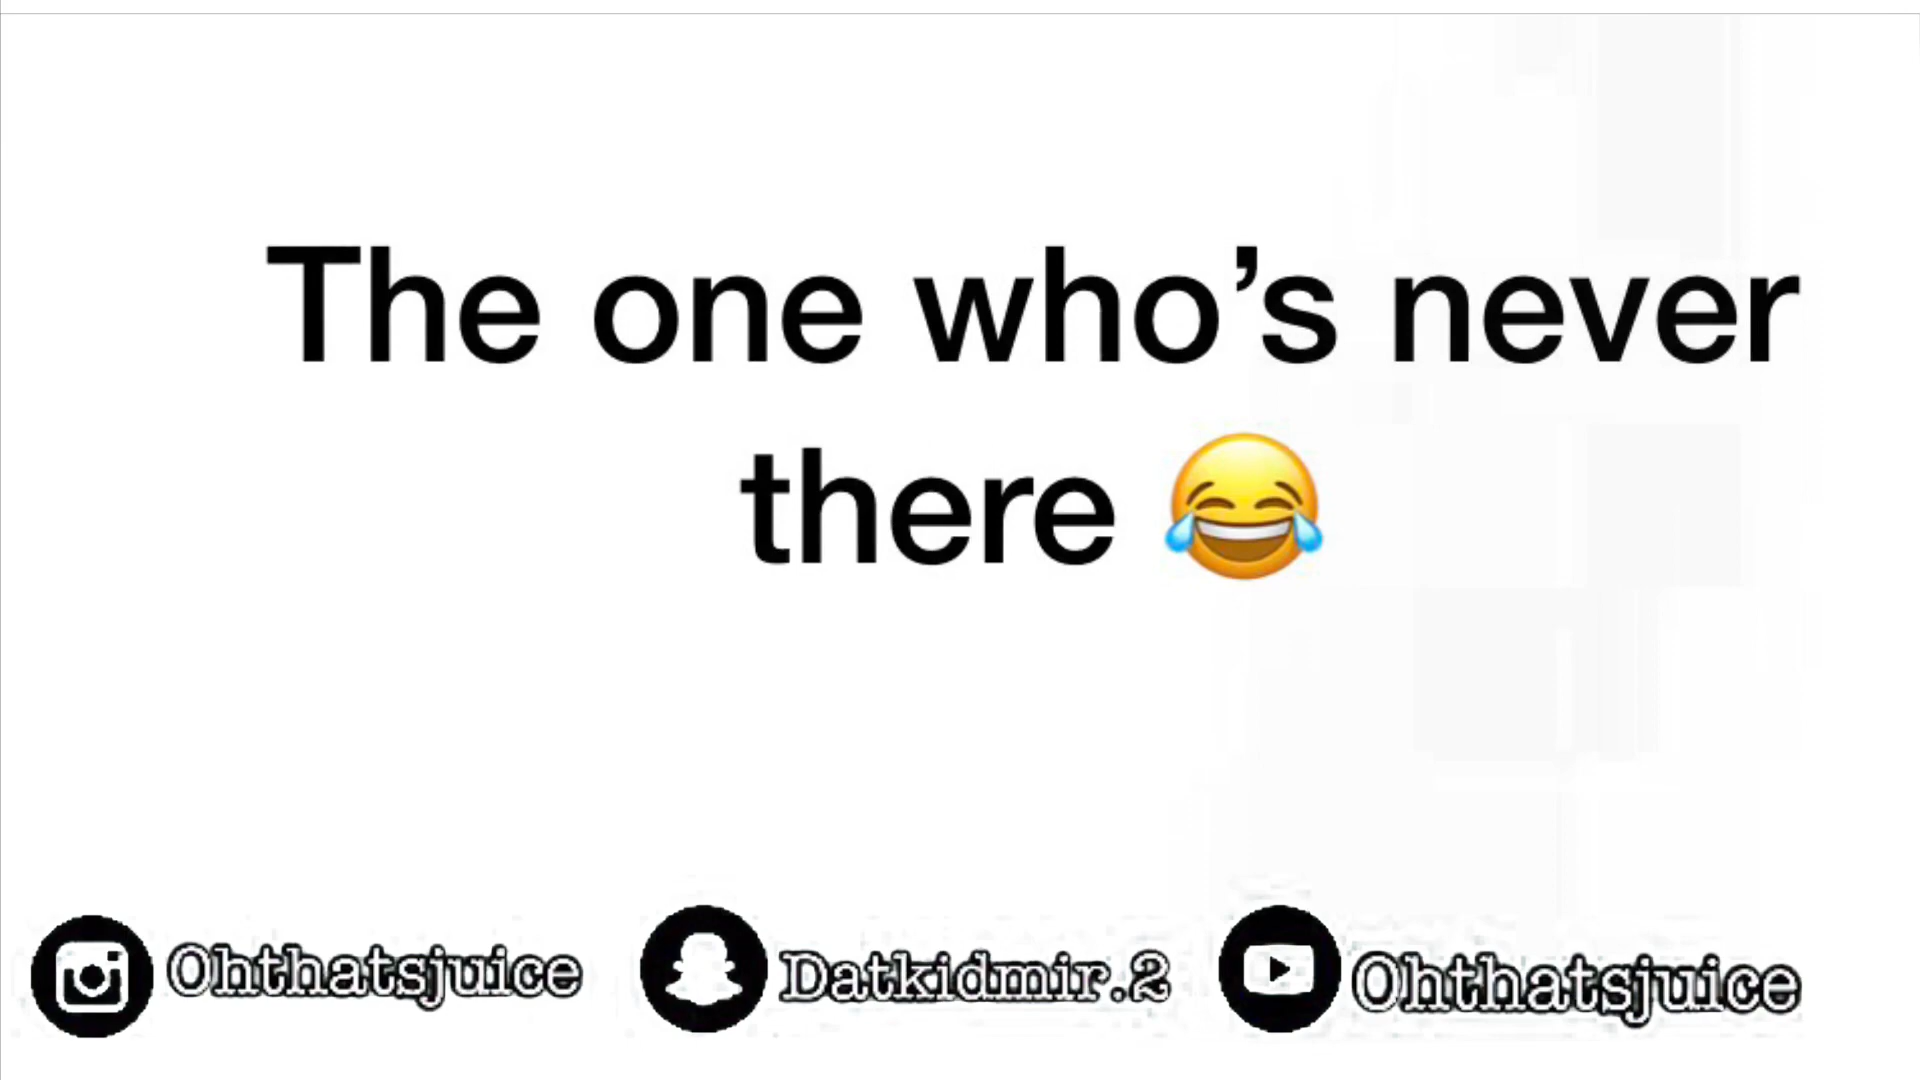 The one who’s never
there 😂
Ohthatsjuice
Datkidmir.2
Ohthatsjuice